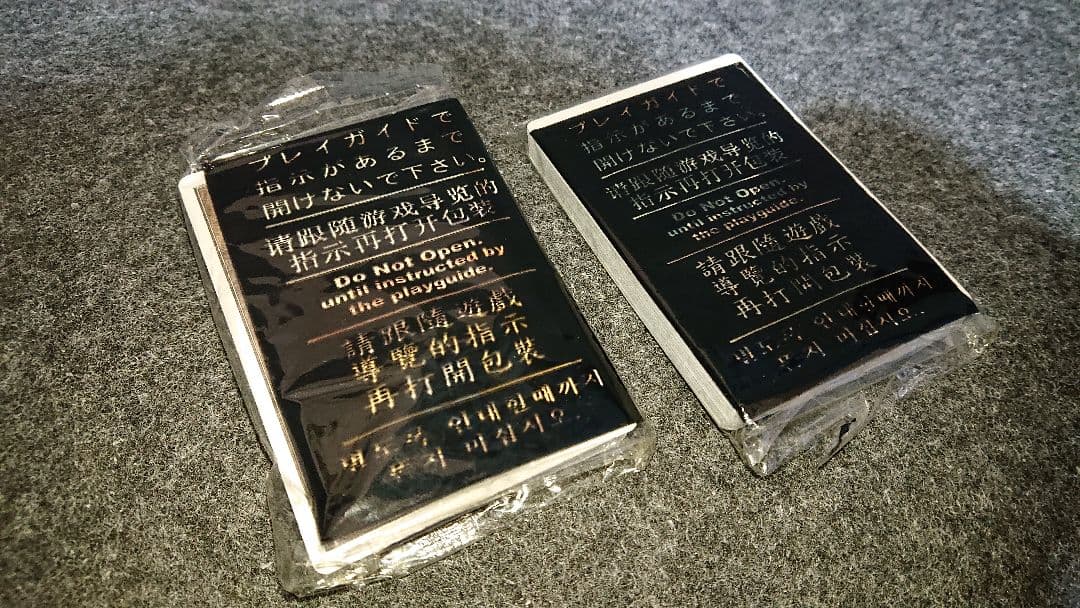 プレイガイドで
指示があるまで
開けないで下さい。
请跟随游戏导览的
指示再打开包装
Do Not Open.
until instructed by
the playguide.
請跟隨遊戲
導覽的指示
再打開包裝
안내할때까지
마십시오
プレイガイドで
指示があるまで
開けないで下さい。
请跟随游戏导览的
指示再打开包装
Do Not Open.
until instructed by
the playguide.
請跟隨遊戲
導覽的指示
再打開包裝
마십시오